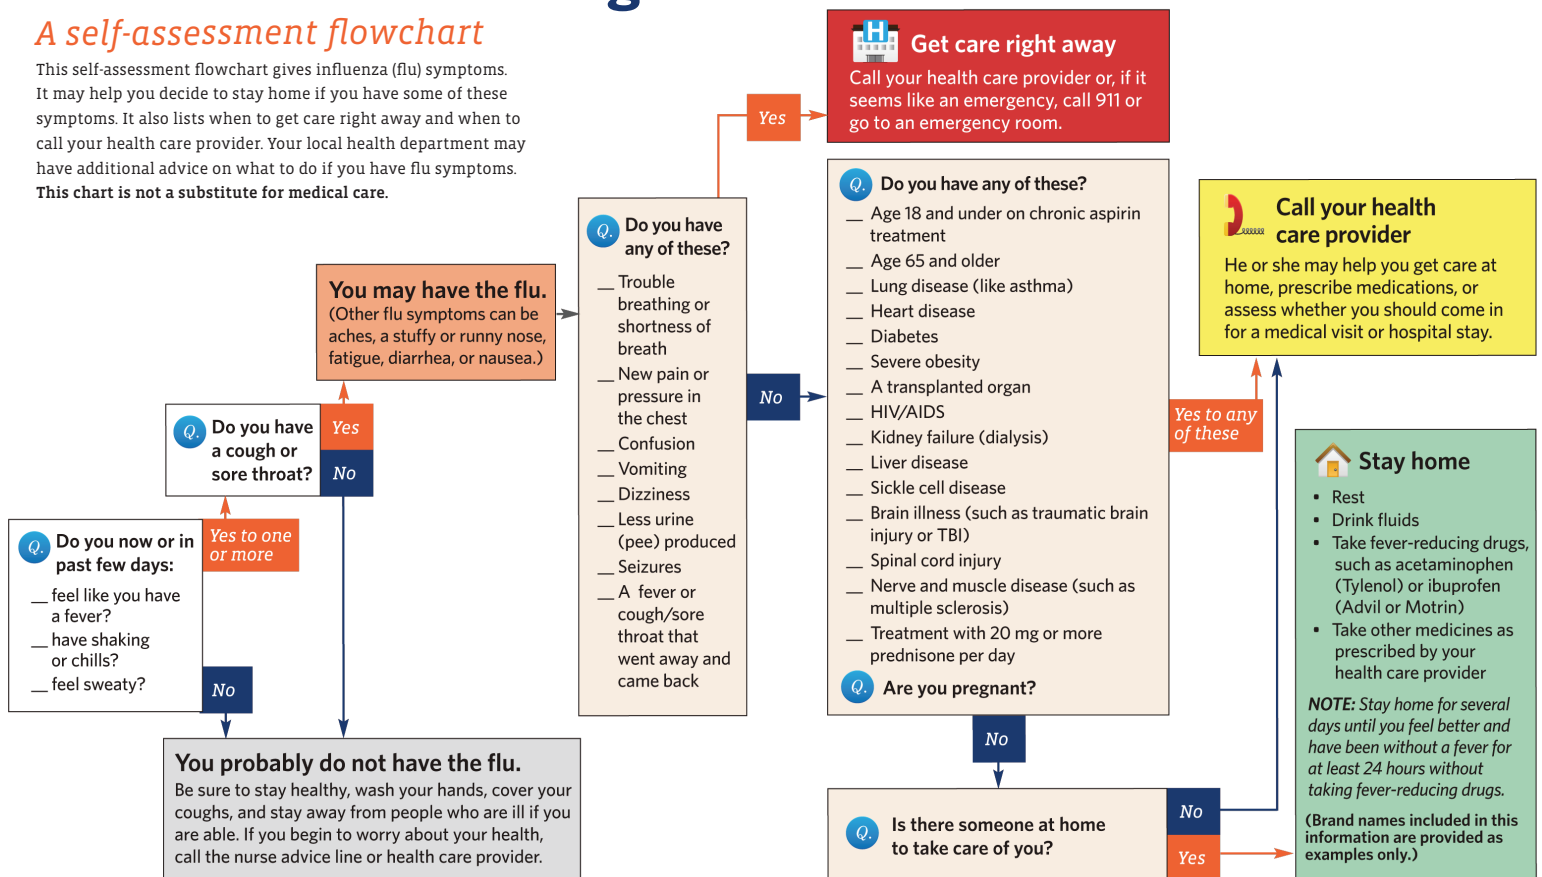 A self-assessment flowchart
This self-assessment flowchart gives influenza (flu) symptoms.
It may help you decide to stay home if you have some of these
symptoms. It also lists when to get care right away and when to
call your health care provider. Your local health department may
have additional advice on what to do if you have flu symptoms.
This chart is not a substitute for medical care.
Q.
Do you now or in
past few days:
__ feel like you have
a fever?
__ have shaking
or chills?
__ feel sweaty?
Yes to one
or more
No
Q.
Do you have
a cough or
sore throat?
Yes
No
You probably do not have the flu.
Be sure to stay healthy, wash your hands, cover your
coughs, and stay away from people who are ill if you
are able. If you begin to worry about your health,
call the nurse advice line or health care provider.
You may have the flu.
(Other flu symptoms can be
aches, a stuffy or runny nose,
fatigue, diarrhea, or nausea.)
Q.
Do you have
any of these?
__ Trouble
breathing or
shortness of
breath
__ New pain or
pressure in
the chest
__ Confusion
__ Vomiting
__ Dizziness
__ Less urine
(pee) produced
__ Seizures
__ A fever or
cough/sore
throat that
went away and
came back
Yes
No
H
Get care right away
Call your health care provider or, if it
seems like an emergency, call 911 or
go to an emergency room.
Q.
Do you have any of these?
__ Age 18 and under on chronic aspirin
treatment
__ Age 65 and older
__ Lung disease (like asthma)
__ Heart disease
__ Diabetes
__ Severe obesity
__ A transplanted organ
__ HIV/AIDS
__ Kidney failure (dialysis)
__ Liver disease
__ Sickle cell disease
__ Brain illness (such as traumatic brain
injury or TBI)
__ Spinal cord injury
__ Nerve and muscle disease (such as
multiple sclerosis)
__ Treatment with 20 mg or more
prednisone per day
Q.
Are you pregnant?
Yes to any
of these
No
Q.
Is there someone at home
to take care of you?
No
Yes
Call your health
care provider
He or she may help you get care at
home, prescribe medications, or
assess whether you should come in
for a medical visit or hospital stay.
Stay home
• Rest
• Drink fluids
• Take fever-reducing drugs,
such as acetaminophen
(Tylenol) or ibuprofen
(Advil or Motrin)
• Take other medicines as
prescribed by your
health care provider
NOTE: Stay home for several
days until you feel better and
have been without a fever for
at least 24 hours without
taking fever-reducing drugs.
(Brand names included in this
information are provided as
examples only.)